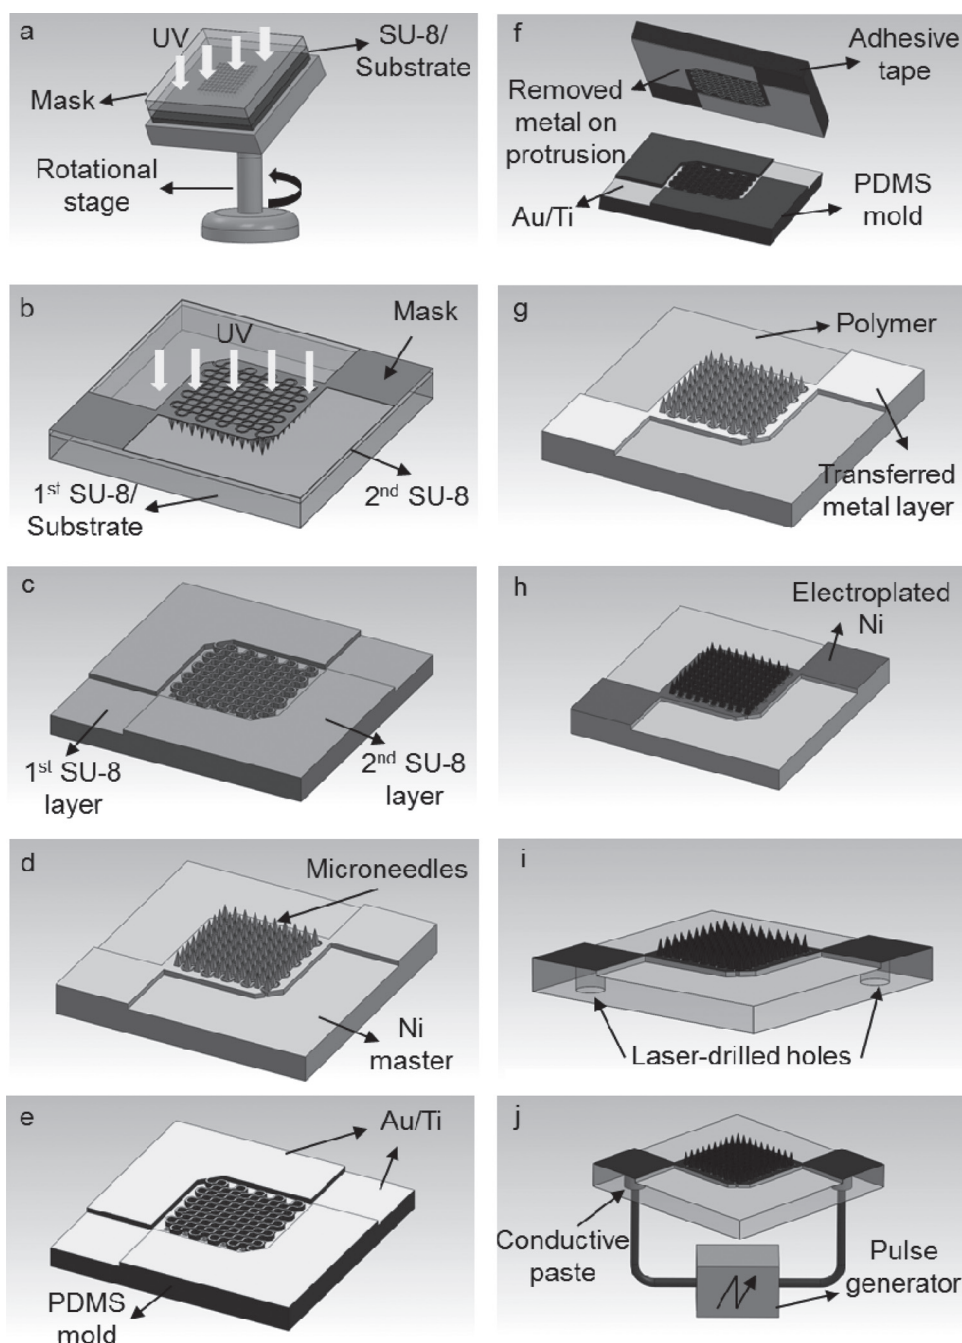 a
UV
SU-8/
Substrate
Mask
Rotational
stage
b
UV
Mask
1st SU-8/
Substrate
2nd SU-8
c
1st SU-8
layer
2nd SU-8
layer
d
Microneedles
Ni
master
e
Au/Ti
PDMS
mold
f
Adhesive
tape
Removed
metal on
protrusion
Au/Ti
PDMS
mold
g
Polymer
Transferred
metal layer
h
Electroplated
Ni
i
Laser-drilled holes
j
Conductive
paste
Pulse
generator